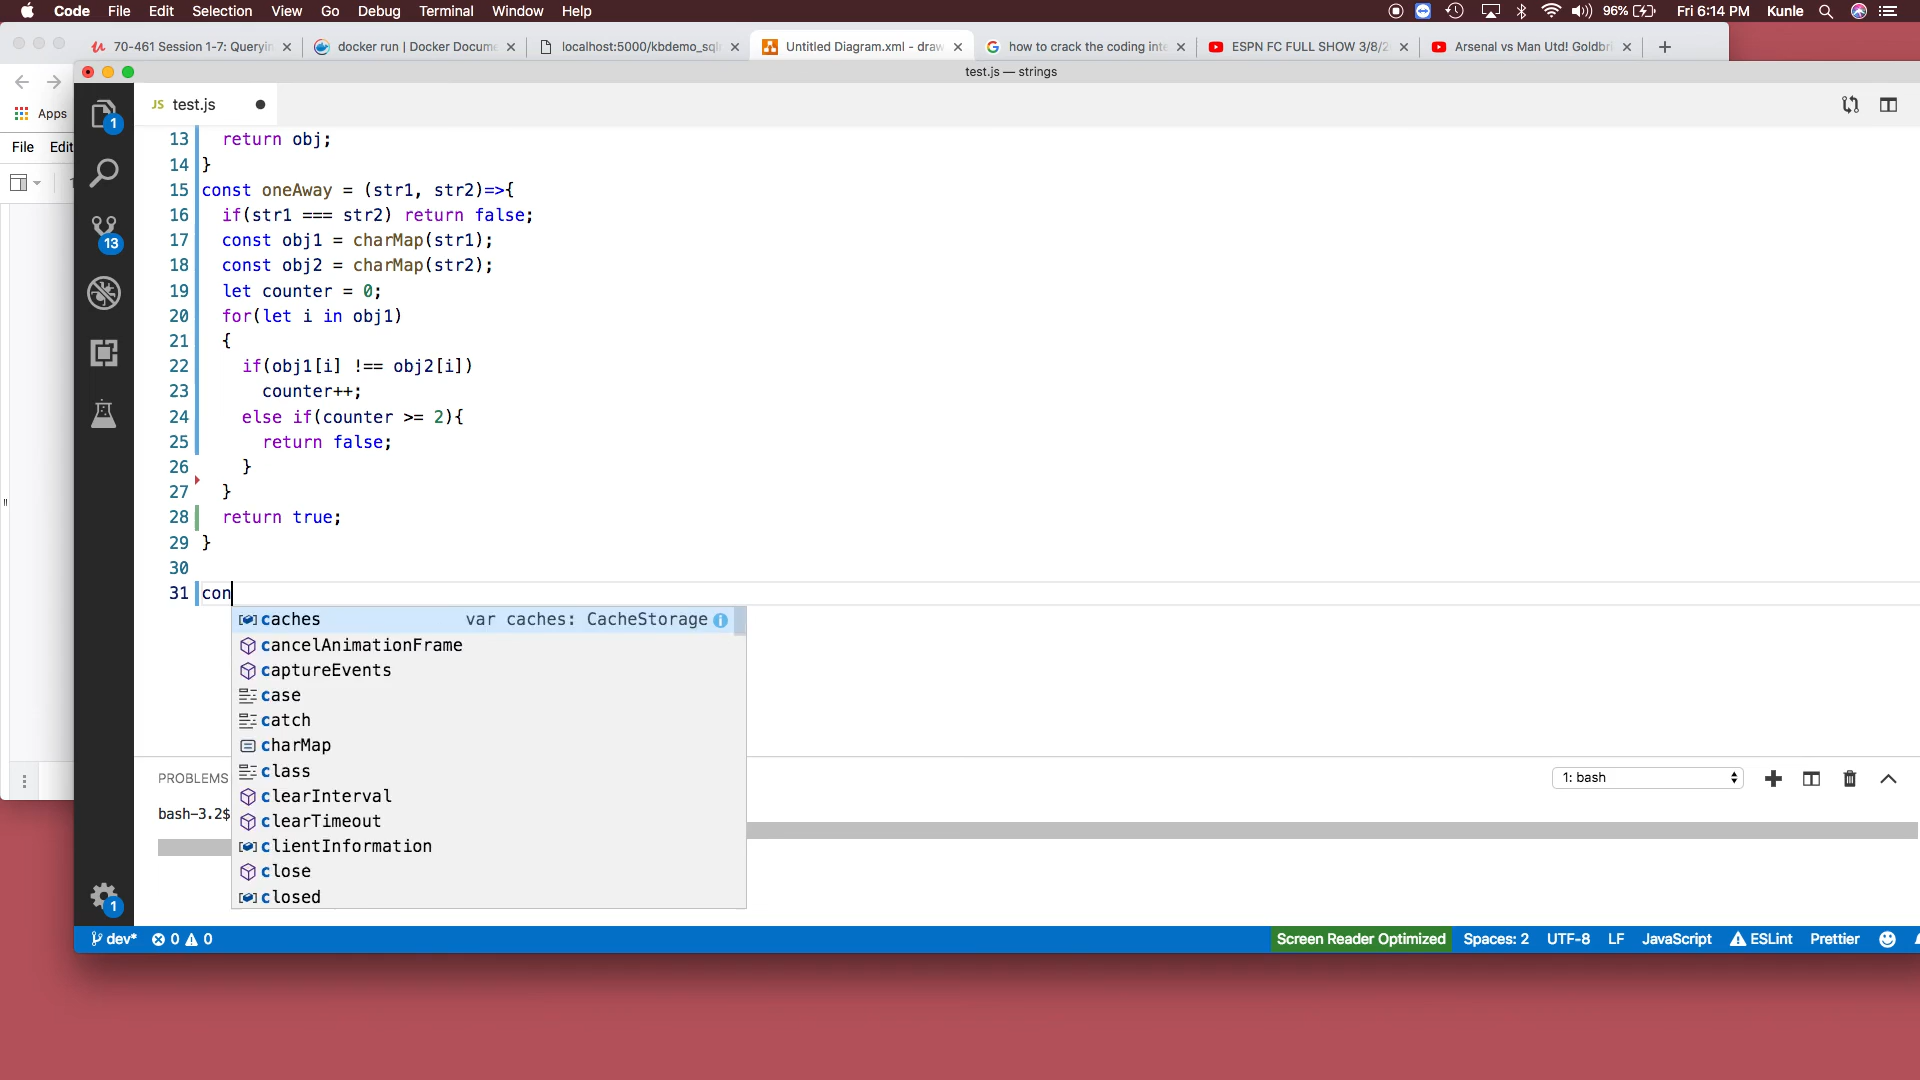 Code File Edit Selection View Go Debug Terminal Window Help 96% Fri 6:14 PM Kunle
70-461 Session 1-7: Queryin docker run | Docker Docume localhost:5000/kbdemo_sql Untitled Diagram.xml - draw how to crack the coding inte ESPN FC FULL SHOW 3/8/2 Arsenal vs Man Utd! Goldbri
test.js — strings
Apps
File Edit
JS test.js
1
13
1
13 return obj;
14 }
15 const oneAway = (str1, str2)=>{
16 if(str1 === str2) return false;
17 const obj1 = charMap(str1);
18 const obj2 = charMap(str2);
19 let counter = 0;
20 for(let i in obj1)
21 {
22 if(obj1[i] !== obj2[i])
23 counter++;
24 else if(counter >= 2){
25 return false;
26 }
27 }
28 return true;
29 }
30
31 con
caches var caches: CacheStorage
cancelAnimationFrame
captureEvents
case
catch
charMap
class
clearInterval
clearTimeout
clientInformation
close
closed
PROBLEMS 1: bash
bash-3.2$
dev* 0 0 Screen Reader Optimized Spaces: 2 UTF-8 LF JavaScript ESLint Prettier